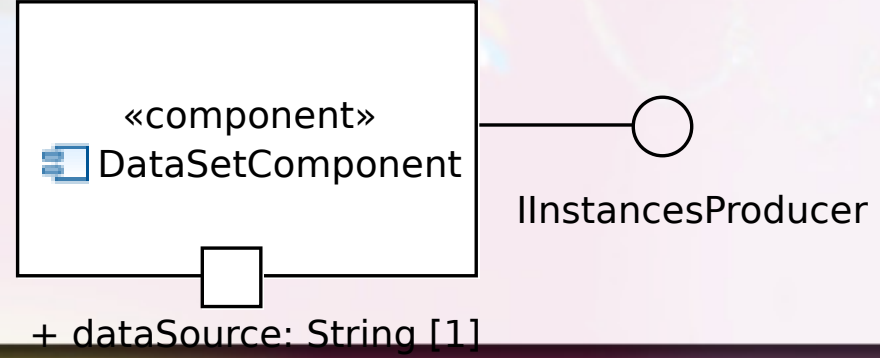 «component»
DataSetComponent
IInstancesProducer
+ dataSource: String [1]